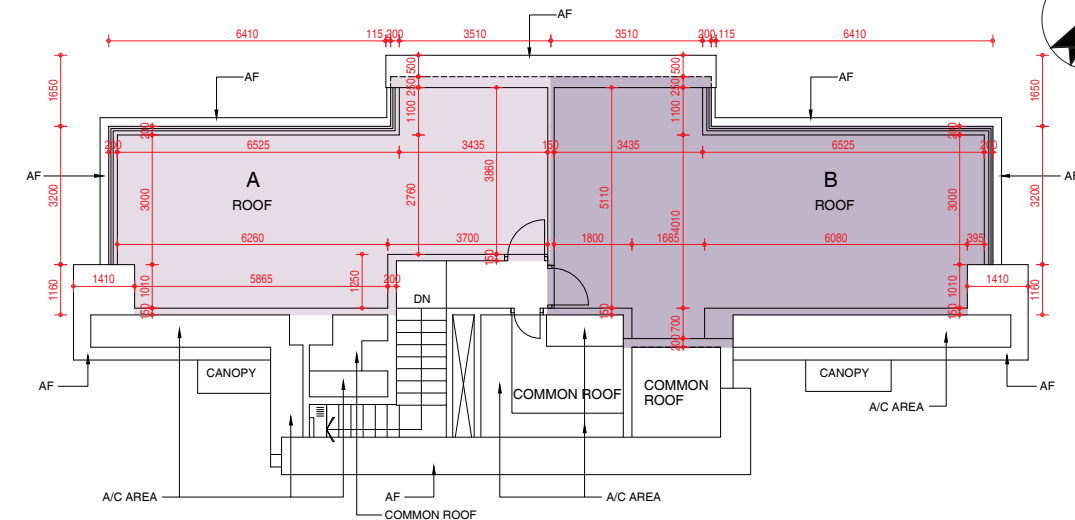 AF
6410 115 200 3510 3510 200 115 6410
1650 500 250 1100 500 250 1100 1650
AF AF
200 200
200 6525 3435 150 3435 6525 200
AF A B AF
ROOF ROOF
3200 3000 2760 3860 5110 4010 3000 3200
6260 3700 1800 1685 6080 395
150
1410 5865 200 1410
1250
1160 1010 150 DN 150 700 200 1010 150 1160
CANOPY CANOPY
AF AF
COMMON ROOF
COMMON
ROOF
A/C AREA
A/C AREA AF A/C AREA
COMMON ROOF